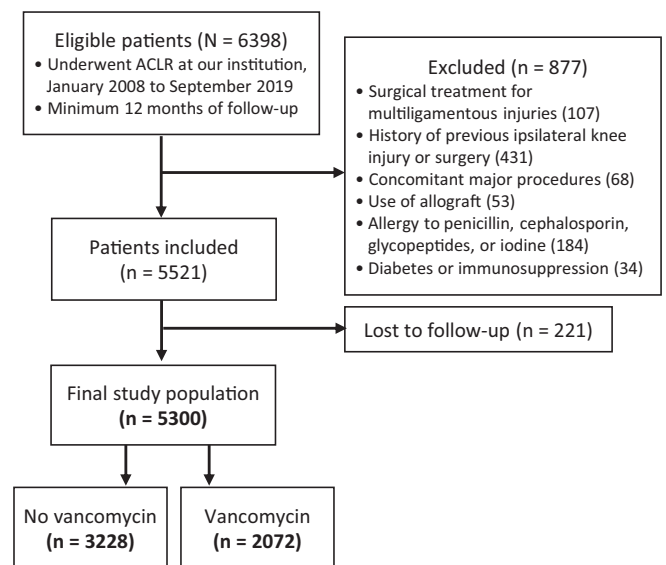 Eligible patients (N = 6398)
• Underwent ACLR at our institution,
January 2008 to September 2019
• Minimum 12 months of follow-up
Excluded (n = 877)
• Surgical treatment for
multiligamentous injuries (107)
• History of previous ipsilateral knee
injury or surgery (431)
• Concomitant major procedures (68)
• Use of allograft (53)
• Allergy to penicillin, cephalosporin,
glycopeptides, or iodine (184)
• Diabetes or immunosuppression (34)
Patients included
(n = 5521)
Lost to follow-up (n = 221)
Final study population
(n = 5300)
No vancomycin
(n = 3228)
Vancomycin
(n = 2072)